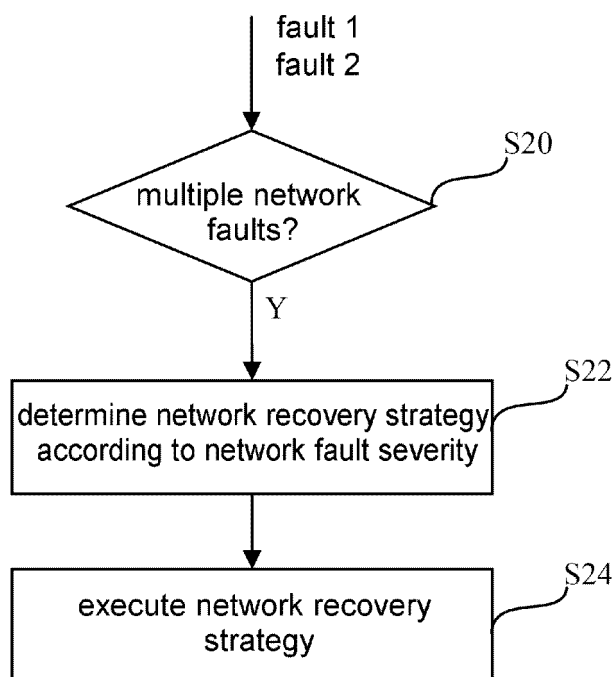 fault 1
fault 2
S20
multiple network
faults?
Y
S22
determine network recovery strategy
according to network fault severity
S24
execute network recovery
strategy